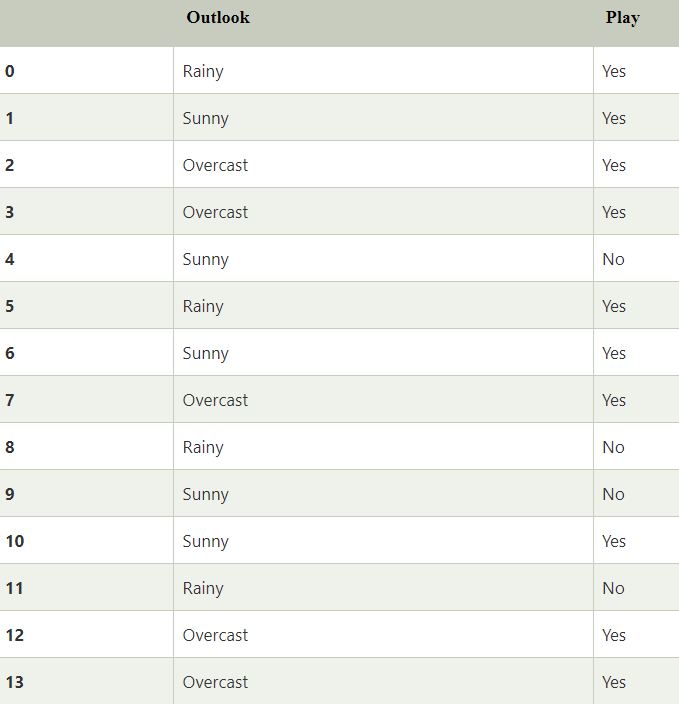 Outlook Play
0 Rainy Yes
1 Sunny Yes
2 Overcast Yes
3 Overcast Yes
4 Sunny No
5 Rainy Yes
6 Sunny Yes
7 Overcast Yes
8 Rainy No
9 Sunny No
10 Sunny Yes
11 Rainy No
12 Overcast Yes
13 Overcast Yes